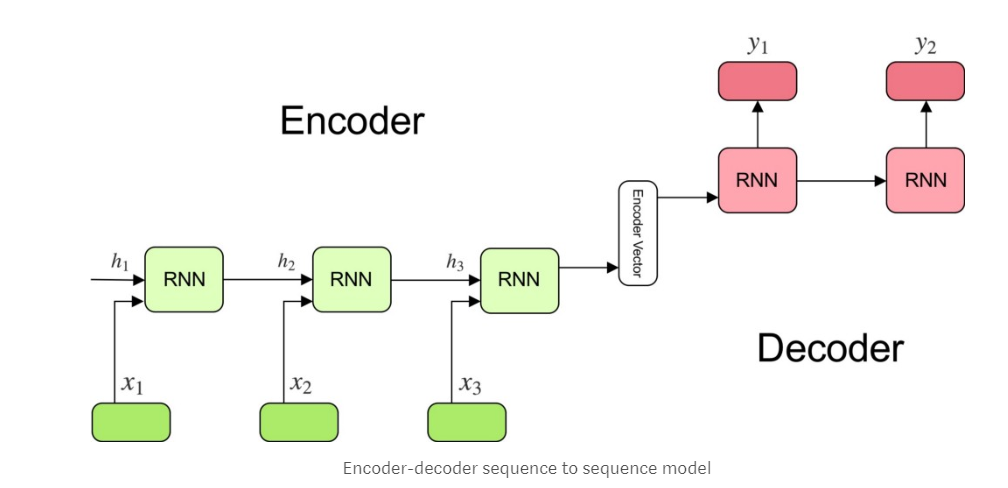 y₁ y₂
Encoder
RNN RNN
Encoder Vector
h₁ RNN h₂ RNN h₃ RNN
Decoder
x₁ x₂ x₃
Encoder-decoder sequence to sequence model